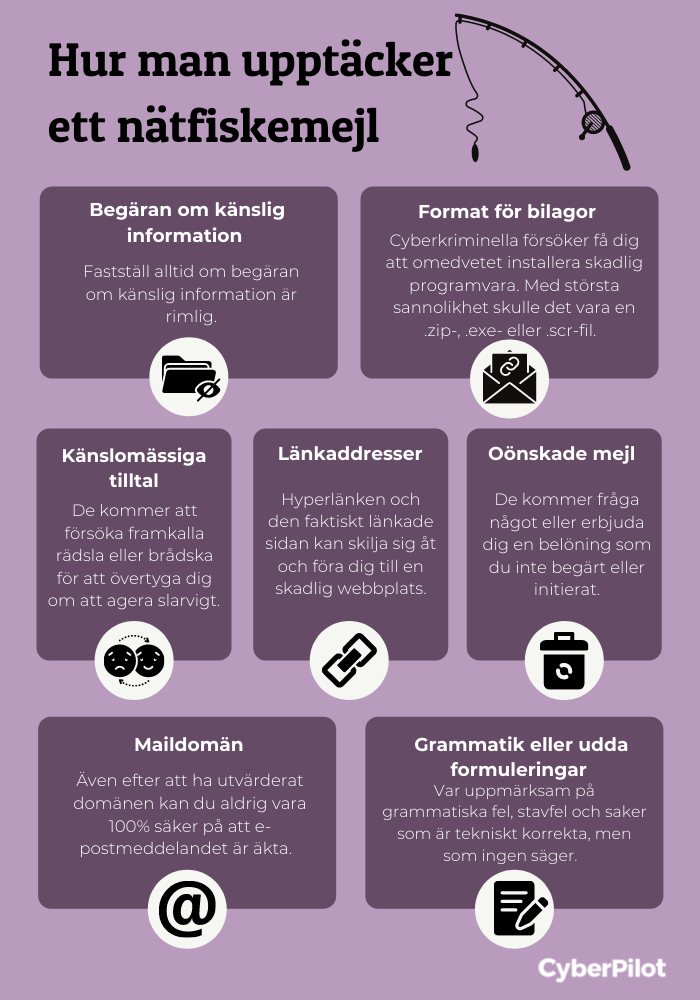 Hur man upptäcker
ett nätfiskemejl
Begäran om känslig
information
Fastställ alltid om begäran
om känslig information är
rimlig.
Format för bilagor
Cyberkriminella försöker få dig
att omedvetet installera skadlig
programvara. Med största
sannolikhet skulle det vara en
.zip-, .exe- eller .scr-fil.
Känslomässiga
tilltal
De kommer att
försöka framkalla
rädsla eller brådska
för att övertyga dig
om att agera slarvigt.
Länkaddresser
Hyperlänken och
den faktiskt länkade
sidan kan skilja sig åt
och föra dig till en
skadlig webbplats.
Oönskade mejl
De kommer fråga
något eller erbjuda
dig en belöning som
du inte begärt eller
initierat.
Maildomän
Även efter att ha utvärderat
domänen kan du aldrig vara
100% säker på att e-
postmeddelandet är äkta.
Grammatik eller udda
formuleringar
Var uppmärksam på
grammatiska fel, stavfel och saker
som är tekniskt korrekta, men
som ingen säger.
CyberPilot